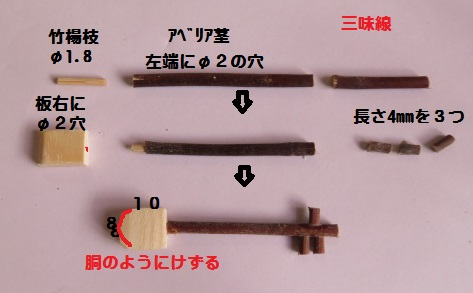 三味線
竹楊枝
φ1.8
ｱﾍﾞﾘｱ茎
左端にφ２の穴
板右に
φ２穴
長さ4㎜を３つ
１０
8
胴のようにけずる